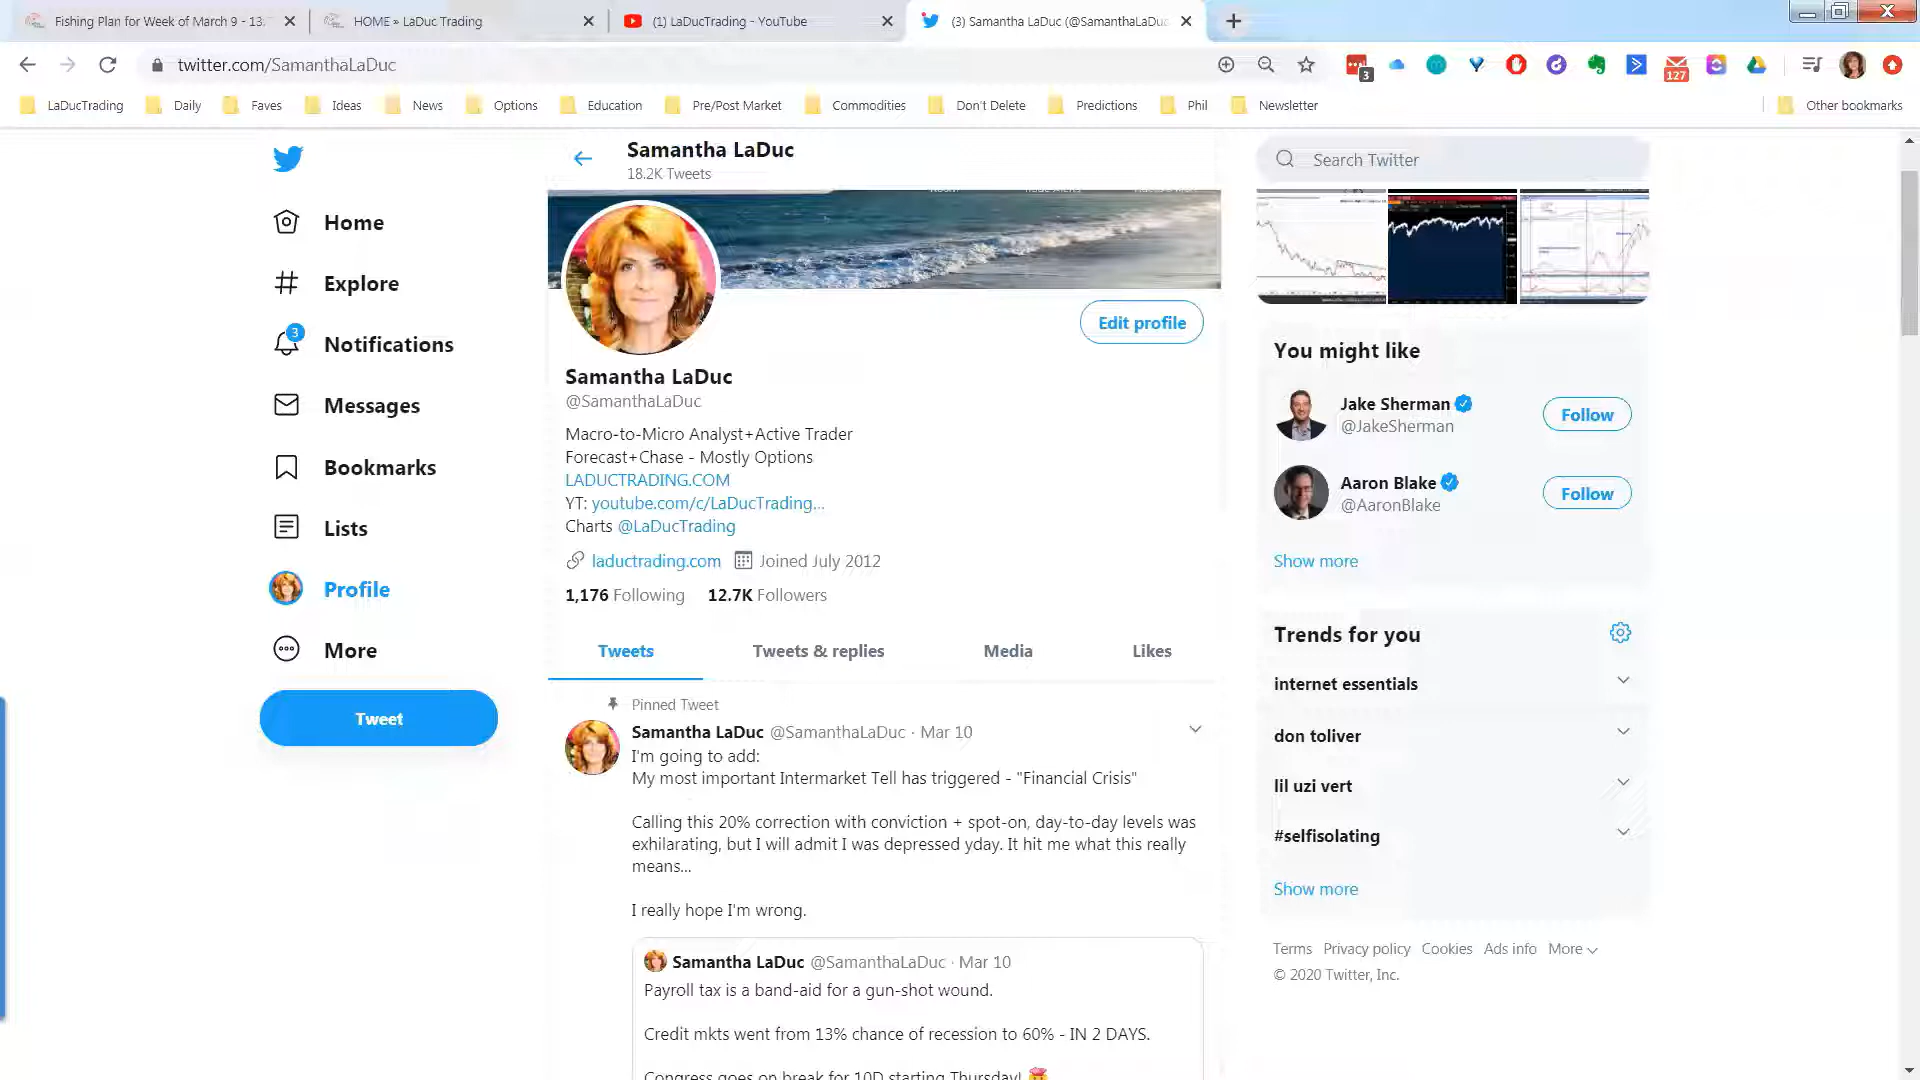 Fishing Plan for Week of March 9 - 13.
HOME » LaDuc Trading
(1) LaDucTrading - YouTube
(3) Samantha LaDuc (@SamanthaLaDuc
twitter.com/SamanthaLaDuc
3
127
LaDucTrading
Daily
Faves
Ideas
News
Options
Education
Pre/Post Market
Commodities
Don't Delete
Predictions
Phil
Newsletter
Other bookmarks
Home
Explore
3
Notifications
Messages
Bookmarks
Lists
Profile
More
Tweet
Samantha LaDuc
18.2K Tweets
Edit profile
Samantha LaDuc
@SamanthaLaDuc
Macro-to-Micro Analyst+Active Trader
Forecast+Chase - Mostly Options
LADUCTRADING.COM
YT: youtube.com/c/LaDucTrading...
Charts @LaDucTrading
laductrading.com Joined July 2012
1,176 Following 12.7K Followers
Tweets
Tweets & replies
Media
Likes
Pinned Tweet
Samantha LaDuc @SamanthaLaDuc · Mar 10
I'm going to add:
My most important Intermarket Tell has triggered - "Financial Crisis"
Calling this 20% correction with conviction + spot-on, day-to-day levels was
exhilarating, but I will admit I was depressed yday. It hit me what this really
means...
I really hope I'm wrong.
Samantha LaDuc @SamanthaLaDuc · Mar 10
Payroll tax is a band-aid for a gun-shot wound.
Credit mkts went from 13% chance of recession to 60% - IN 2 DAYS.
Congress goes on break for 10D starting Thursday!
Search Twitter
You might like
Jake Sherman
@JakeSherman
Follow
Aaron Blake
@AaronBlake
Follow
Show more
Trends for you
internet essentials
don toliver
lil uzi vert
#selfisolating
Show more
Terms Privacy policy Cookies Ads info More
© 2020 Twitter, Inc.